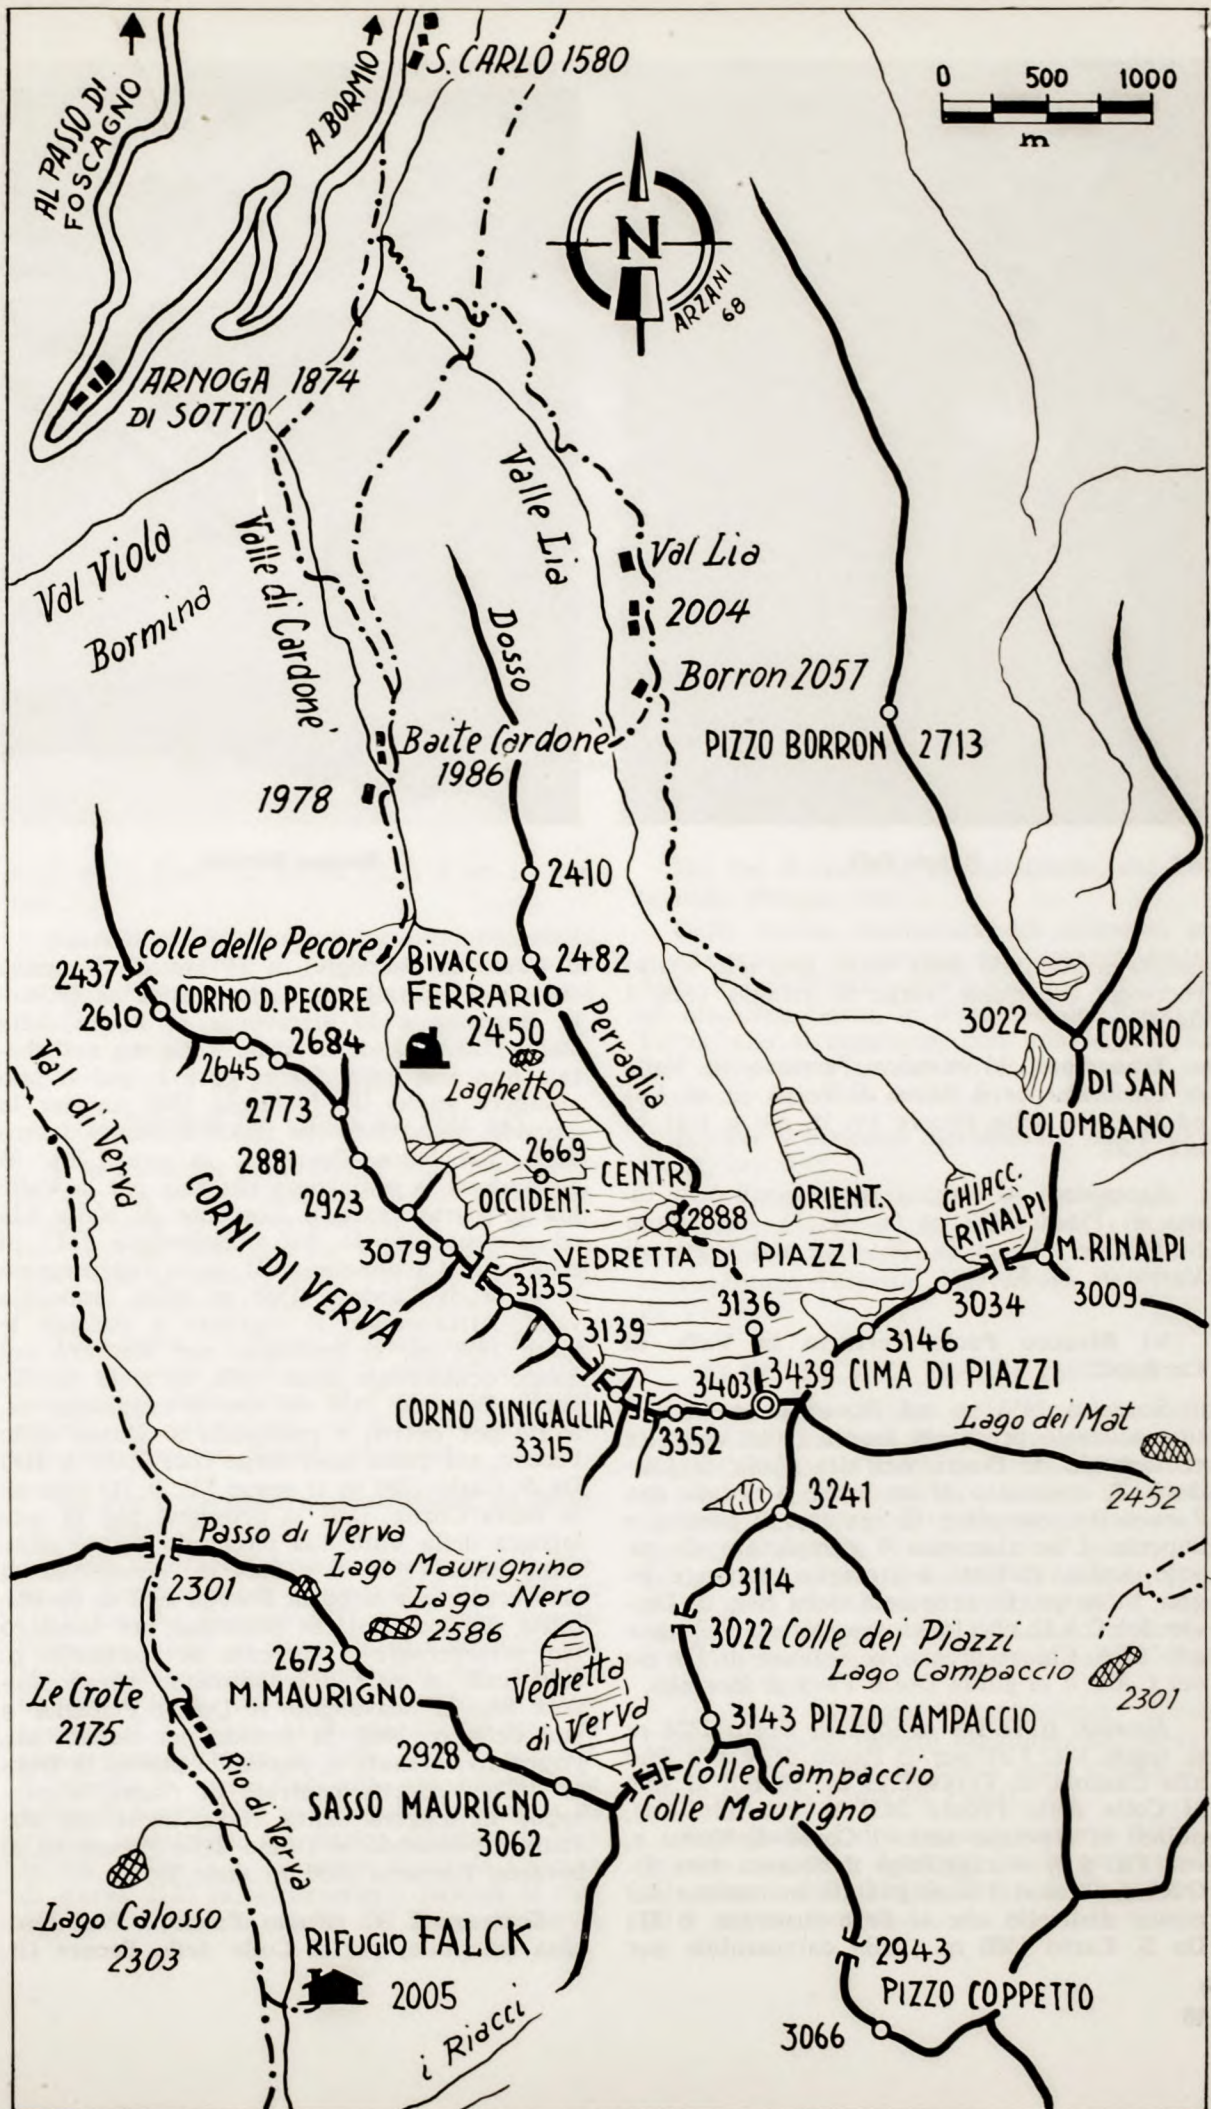 S. CARLO 1580
0 500 1000
m
AL PASSO DI
FOSCAGNO
A BORMIO
N
ARZANI
68
ARNOGA 1874
DI SOTTO
Valle Lia
Val Viola
Bormina
Valle di Cardonè
Val Lia
2004
Dosso
Borron 2057
Baite Cardonè
1986
PIZZO BORRON 2713
1978
2410
Colle delle Pecore
2437
BIVACCO
FERRARIO
2450
2482
2610
CORNO D. PECORE
2645
2684
Laghetto
Perraglia
3022
CORNO
DI SAN
COLOMBANO
Val di Verva
2773
2881
2669
CENTR.
OCCIDENT.
ORIENT.
GHIACC.
RINALPI
2923
2888
CORNI DI VERVA
3079
VEDRETTA DI PIAZZI
M. RINALPI
3009
3135
3136
3034
3139
3146
3403
3439 CIMA DI PIAZZI
CORNO SINIGAGLIA
3315
3352
Lago dei Mat
2452
3241
Passo di Verva
2301
Lago Maurignino
Lago Nero
2586
3114
3022 Colle dei Piazzi
Lago Campaccio
2301
2673
M. MAURIGNO
Vedretta
di Verva
Le Crote
2175
3143 PIZZO CAMPACCIO
2928
Colle Campaccio
Colle Maurigno
SASSO MAURIGNO
3062
Rio di Verva
Lago Calosso
2303
RIFUGIO FALCK
2005
2943
PIZZO COPPETTO
3066
i Riacci